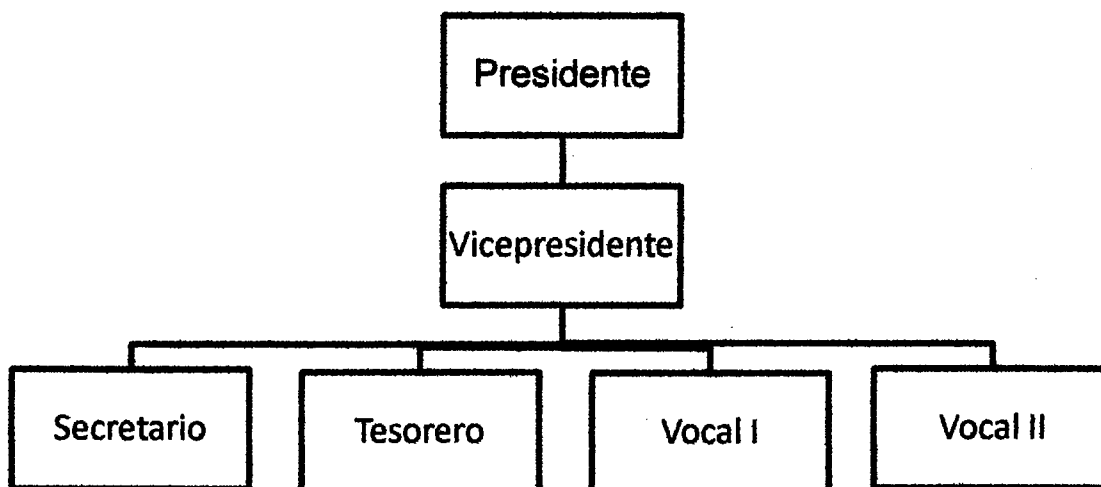 Presidente
Vicepresidente
Secretario
Tesorero
Vocal I
Vocal II